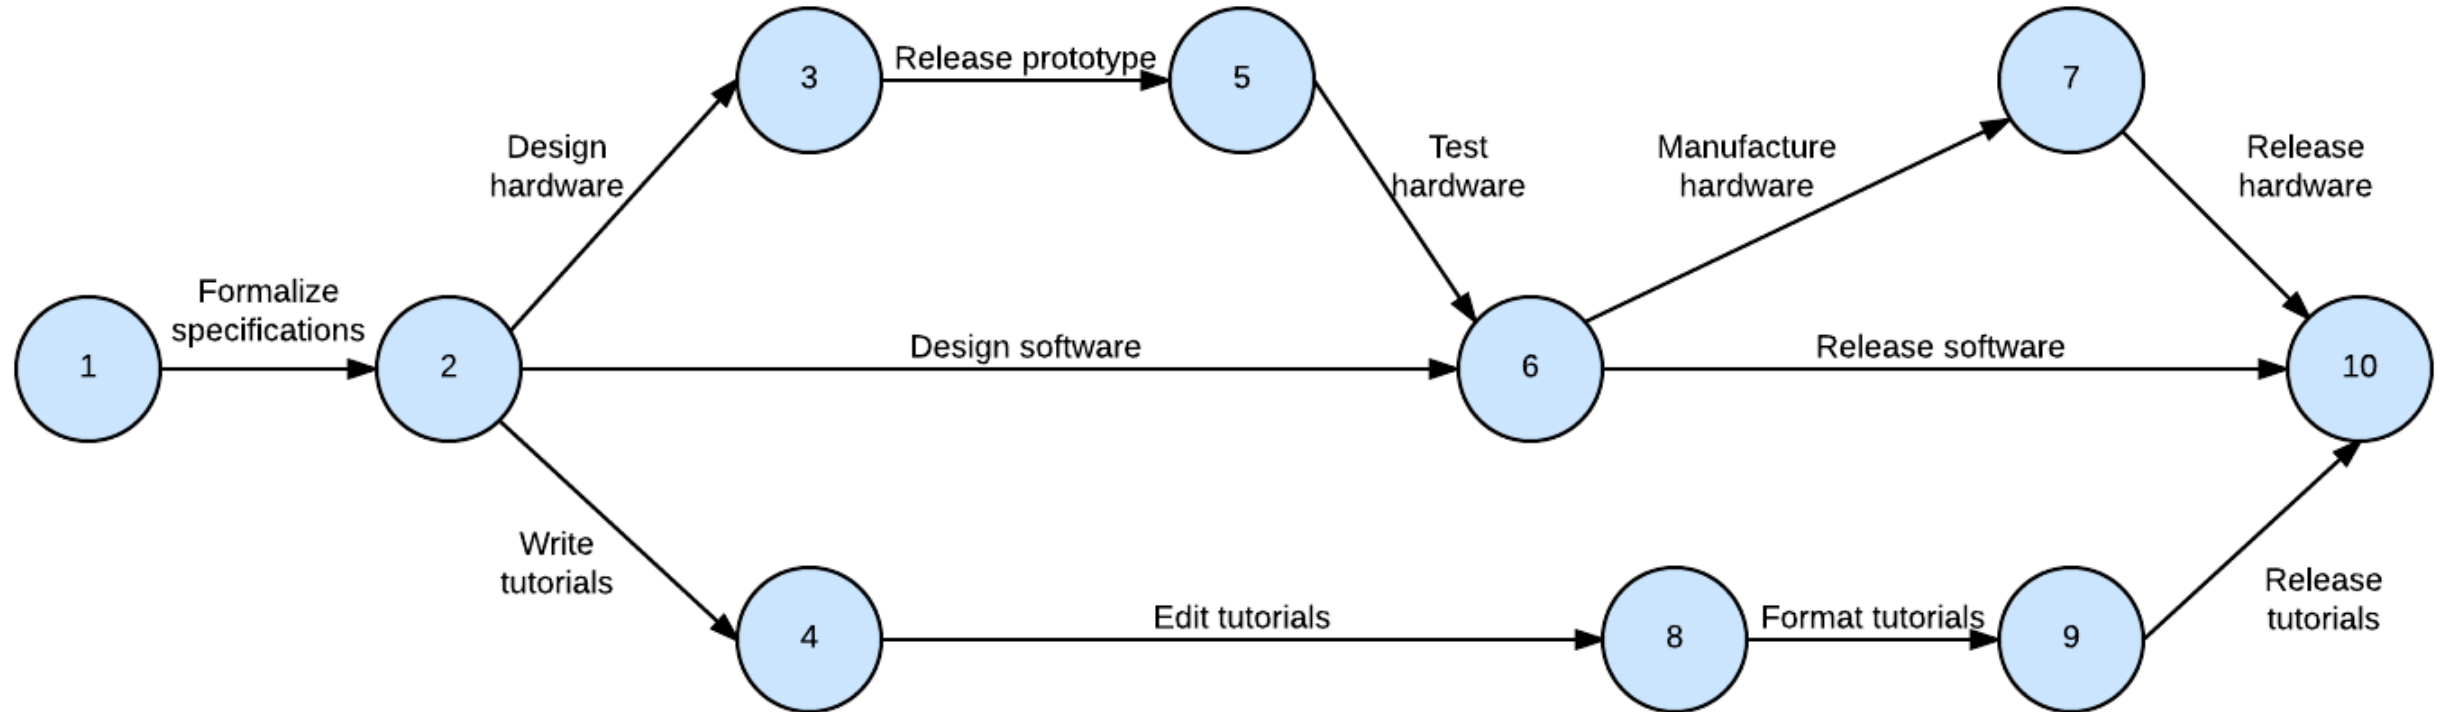 3
Release prototype
5
7
Design
hardware
Test
hardware
Manufacture
hardware
Release
hardware
Formalize
specifications
1
2
Design software
6
Release software
10
Write
tutorials
4
Edit tutorials
8
Format tutorials
9
Release
tutorials